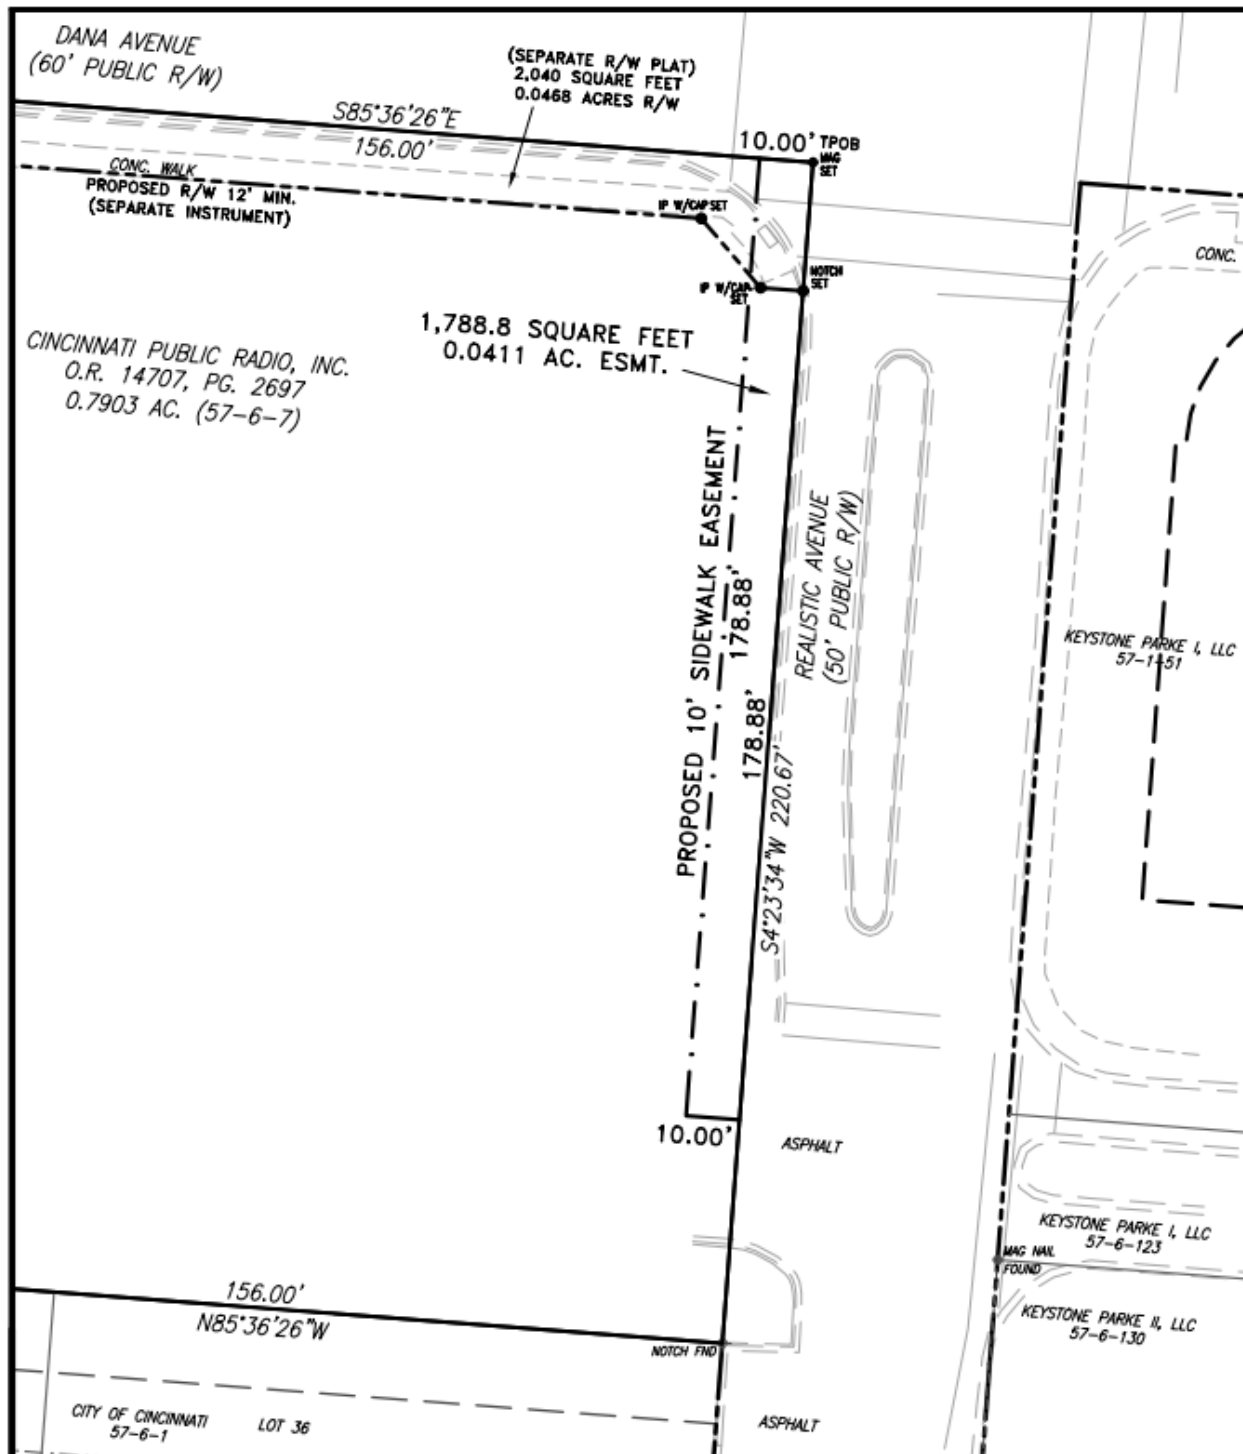 DANA AVENUE
(60' PUBLIC R/W)
(SEPARATE R/W PLAT)
2,040 SQUARE FEET
0.0468 ACRES R/W
S85°36'26"E
156.00'
10.00'
TPOB
MAG
SET
CONC. WALK
PROPOSED R/W 12' MIN.
(SEPARATE INSTRUMENT)
IP W/CAP SET
NOTCH
SET
IP W/CAP
SET
CONC.
1,788.8 SQUARE FEET
0.0411 AC. ESMT.
CINCINNATI PUBLIC RADIO, INC.
O.R. 14707, PG. 2697
0.7903 AC. (57-6-7)
PROPOSED 10' SIDEWALK EASEMENT
178.88'
178.88'
S4°23'34"W 220.67'
REALISTIC AVENUE
(50' PUBLIC R/W)
KEYSTONE PARKE I, LLC
57-1-51
10.00'
ASPHALT
KEYSTONE PARKE I, LLC
57-6-123
MAG NAIL
FOUND
KEYSTONE PARKE II, LLC
57-6-130
156.00'
N85°36'26"W
NOTCH FND
CITY OF CINCINNATI
57-6-1
LOT 36
ASPHALT